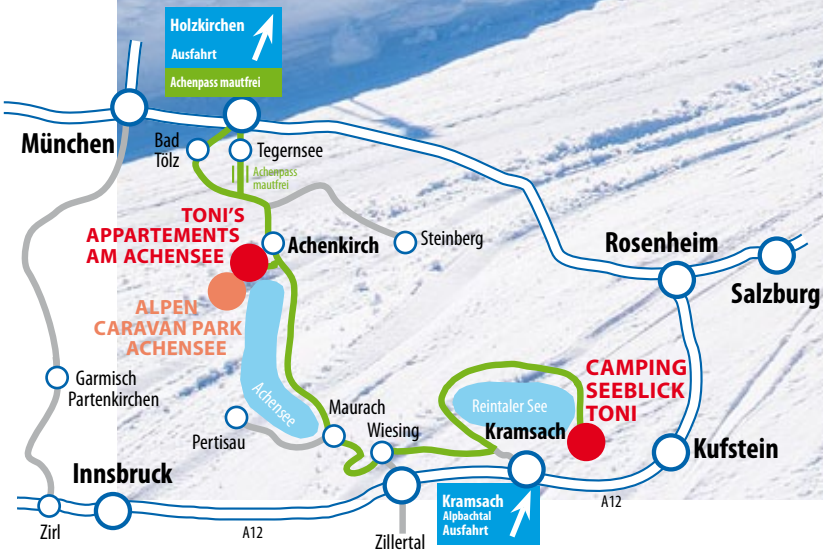 Holzkirchen
Ausfahrt
Achenpass mautfrei
München
Bad
Tölz
Tegernsee
Achenpass
mautfrei
TONI'S
APPARTEMENTS
AM ACHENSEE
Achenkirch
Steinberg
Rosenheim
Salzburg
ALPEN
CARAVAN PARK
ACHENSEE
Garmisch
Partenkirchen
Achensee
Maurach
Pertisau
Wiesing
Reintaler See
Kramsach
CAMPING
SEEBLICK
TONI
Kufstein
Innsbruck
Zirl
A12
Zillertal
Kramsach
Alpbachtal
Ausfahrt
A12